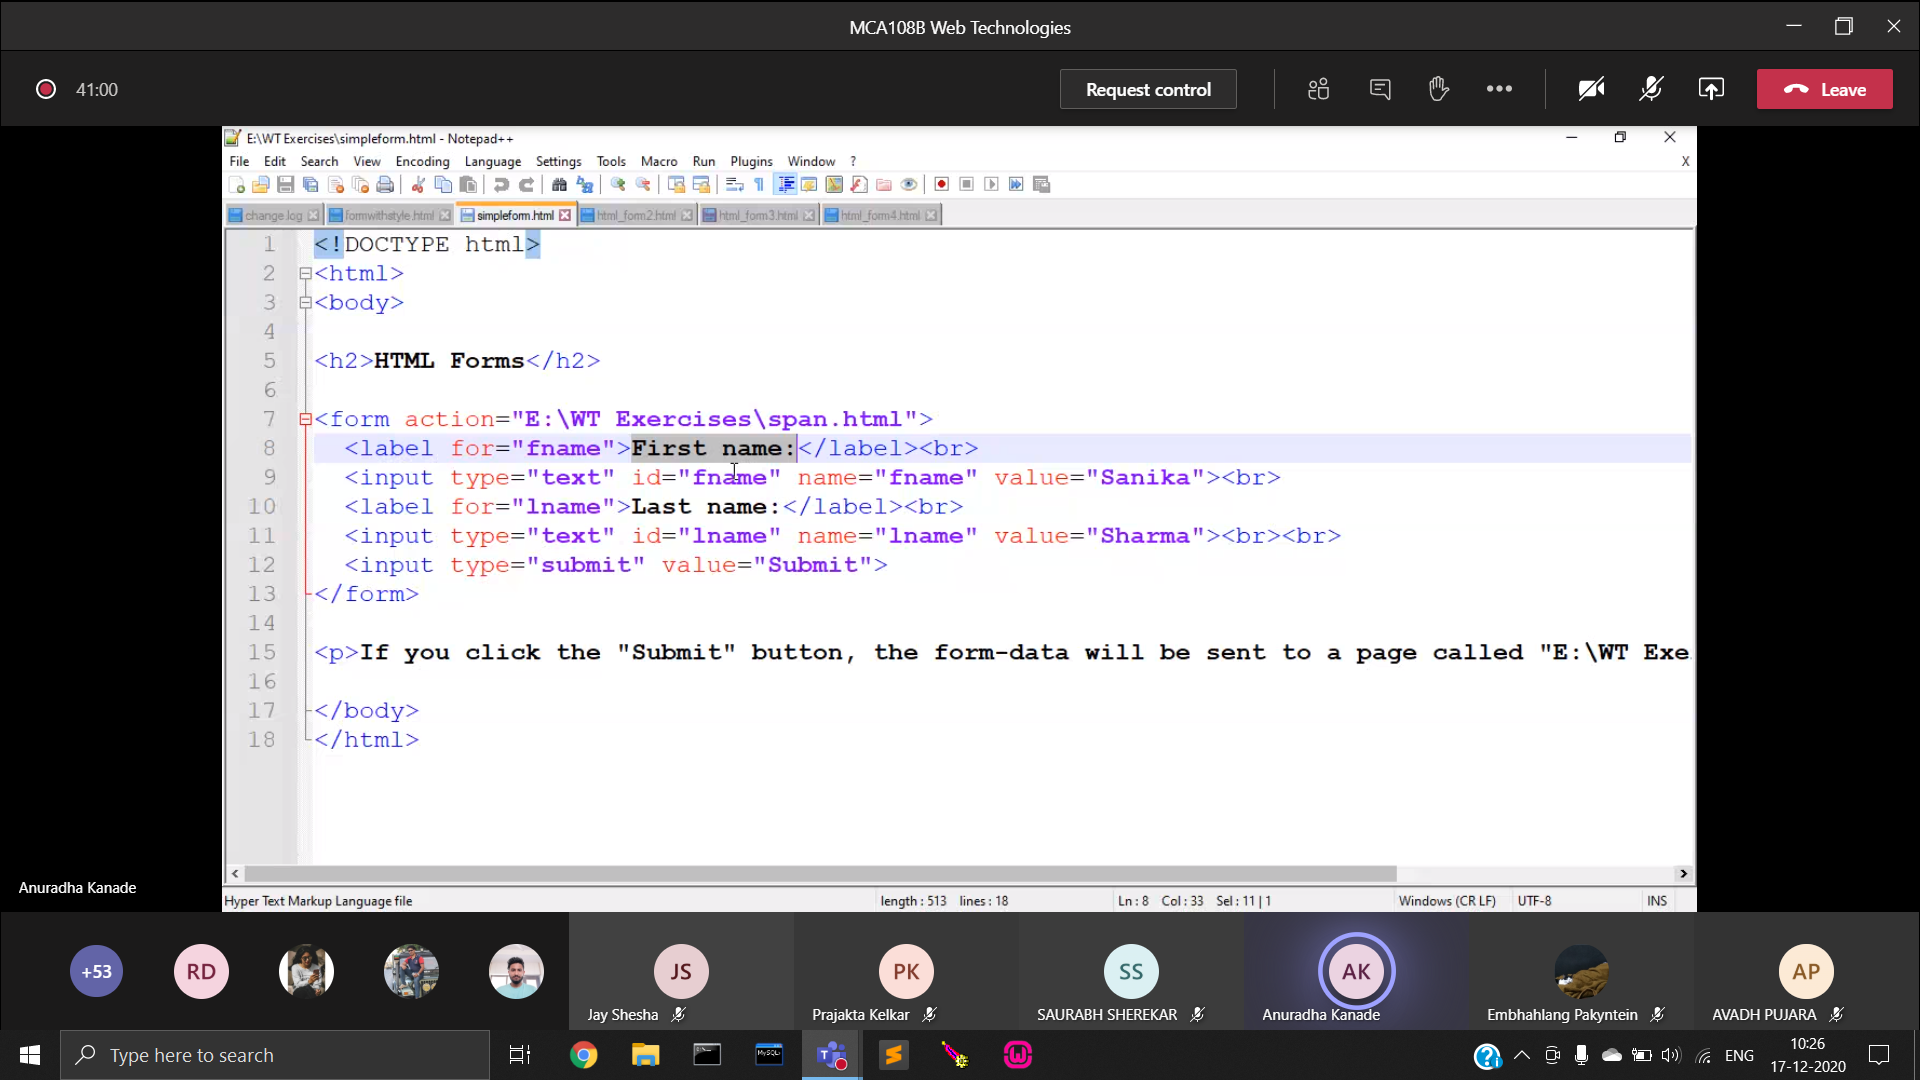 MCA108B Web Technologies
41:00
Request control
Leave
E:\WT Exercises\simpleform.html - Notepad++
File Edit Search View Encoding Language Settings Tools Macro Run Plugins Window ? X
change.log formwithstyle.html simpleform.html html_form2.html html_form3.html html_form4.html
1 <!DOCTYPE html>
2 <html>
3 <body>
4
5 <h2>HTML Forms</h2>
6
7 <form action="E:\WT Exercises\span.html">
8 <label for="fname">First name:</label><br>
9 <input type="text" id="fname" name="fname" value="Sanika"><br>
10 <label for="lname">Last name:</label><br>
11 <input type="text" id="lname" name="lname" value="Sharma"><br><br>
12 <input type="submit" value="Submit">
13 </form>
14
15 <p>If you click the "Submit" button, the form-data will be sent to a page called "E:\WT Exe
16
17 </body>
18 </html>
Anuradha Kanade
Hyper Text Markup Language file length : 513 lines : 18 Ln : 8 Col : 33 Sel : 11 | 1 Windows (CR LF) UTF-8 INS
+53 RD JS PK SS AK AP
Jay Shesha Prajakta Kelkar SAURABH SHEREKAR Anuradha Kanade Embhahlang Pakyntein AVADH PUJARA
Type here to search
MySQL
ENG
10:26
17-12-2020